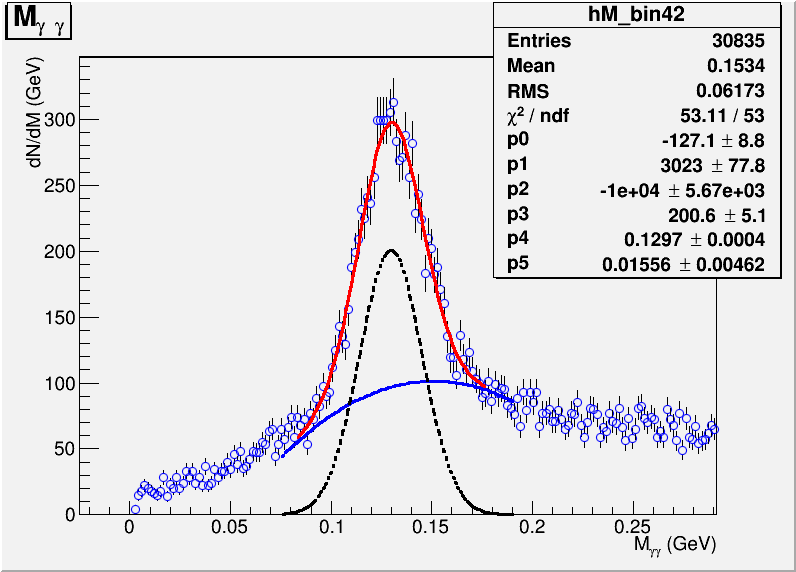 M γ γ
hM_bin42
Entries 30835
Mean 0.1534
RMS 0.06173
χ² / ndf 53.11 / 53
p0 -127.1 ± 8.8
p1 3023 ± 77.8
p2 -1e+04 ± 5.67e+03
p3 200.6 ± 5.1
p4 0.1297 ± 0.0004
p5 0.01556 ± 0.00462
dN/dM (GeV)
300
250
200
150
100
50
0
0 0.05 0.1 0.15 0.2 0.25
Mγγ (GeV)